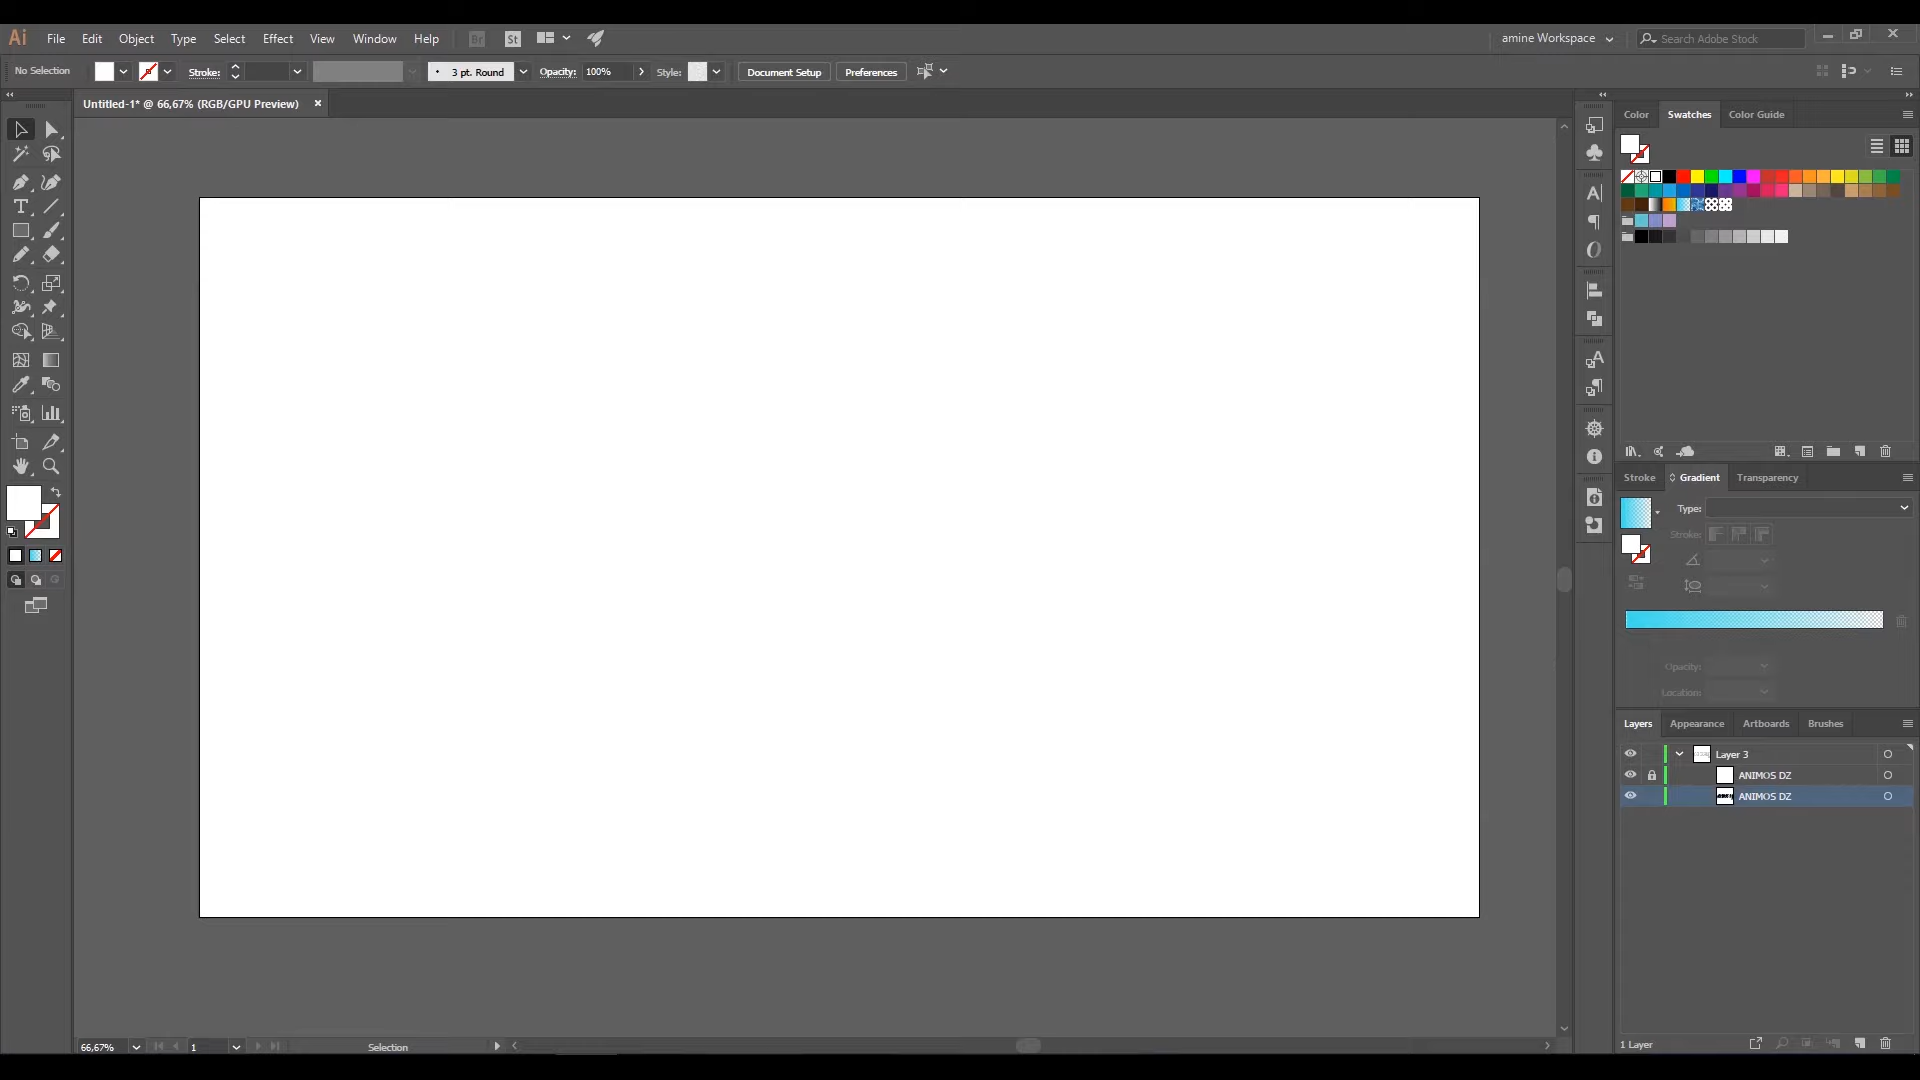 Ai File Edit Object Type Select Effect View Window Help Br St amine Workspace Search Adobe Stock
No Selection Stroke: 3 pt. Round Opacity: 100% Style: Document Setup Preferences
Untitled-1* @ 66,67% (RGB/GPU Preview)
Color Swatches Color Guide
Stroke Gradient Transparency
Type:
Stroke:
Opacity:
Location:
Layers Appearance Artboards Brushes
Layer 3
ANIMOS DZ
ANIMOS DZ
1 Layer
66,67% 1 Selection